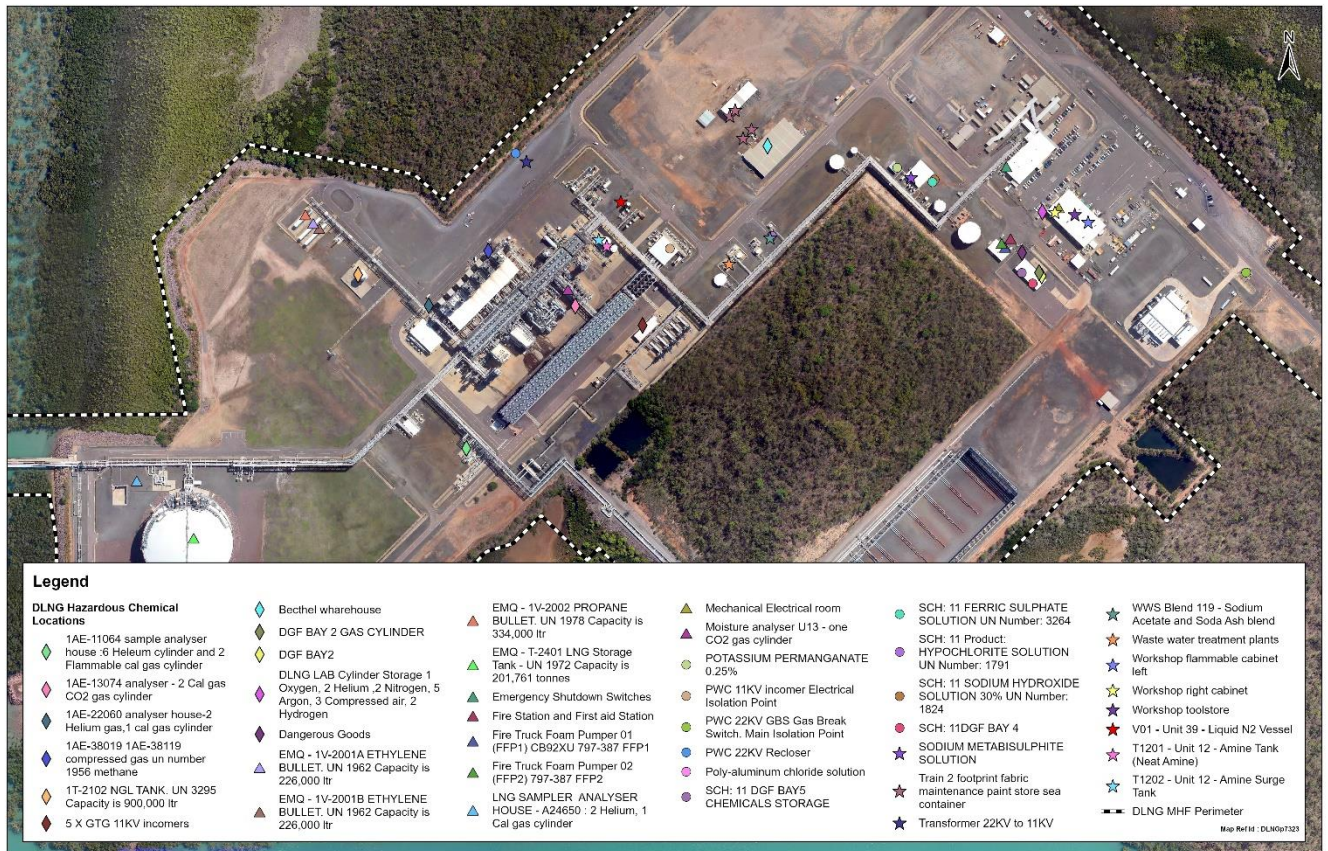 N
Legend
DLNG Hazardous Chemical
Locations
1AE-11064 sample analyser
house :6 Heleum cylinder and 2
Flammable cal gas cylinder
1AE-13074 analyser - 2 Cal gas
CO2 gas cylinder
1AE-22060 analyser house-2
Helium gas,1 cal gas cylinder
1AE-38019 1AE-38119
compressed gas un number
1956 methane
1T-2102 NGL TANK. UN 3295
Capacity is 900,000 ltr
5 X GTG 11KV incomers
Becthel wharehouse
DGF BAY 2 GAS CYLINDER
DGF BAY2
DLNG LAB Cylinder Storage 1
Oxygen, 2 Helium ,2 Nitrogen, 5
Argon, 3 Compressed air, 2
Hydrogen
Dangerous Goods
EMQ - 1V-2001A ETHYLENE
BULLET. UN 1962 Capacity is
226,000 ltr
EMQ - 1V-2001B ETHYLENE
BULLET. UN 1962 Capacity is
226,000 ltr
EMQ - 1V-2002 PROPANE
BULLET. UN 1978 Capacity is
334,000 ltr
EMQ - T-2401 LNG Storage
Tank - UN 1972 Capacity is
201,761 tonnes
Emergency Shutdown Switches
Fire Station and First aid Station
Fire Truck Foam Pumper 01
(FFP1) CB92XU 797-387 FFP1
Fire Truck Foam Pumper 02
(FFP2) 797-387 FFP2
LNG SAMPLER ANALYSER
HOUSE - A24650 : 2 Helium, 1
Cal gas cylinder
Mechanical Electrical room
Moisture analyser U13 - one
CO2 gas cylinder
POTASSIUM PERMANGANATE
0.25%
PWC 11KV incomer Electrical
Isolation Point
PWC 22KV GBS Gas Break
Switch. Main Isolation Point
PWC 22KV Recloser
Poly-aluminum chloride solution
SCH: 11 DGF BAY5
CHEMICALS STORAGE
SCH: 11 FERRIC SULPHATE
SOLUTION UN Number: 3264
SCH: 11 Product:
HYPOCHLORITE SOLUTION
UN Number: 1791
SCH: 11 SODIUM HYDROXIDE
SOLUTION 30% UN Number:
1824
SCH: 11DGF BAY 4
SODIUM METABISULPHITE
SOLUTION
Train 2 footprint fabric
maintenance paint store sea
container
Transformer 22KV to 11KV
WWS Blend 119 - Sodium
Acetate and Soda Ash blend
Waste water treatment plants
Workshop flammable cabinet
left
Workshop right cabinet
Workshop toolstore
V01 - Unit 39 - Liquid N2 Vessel
T1201 - Unit 12 - Amine Tank
(Neat Amine)
T1202 - Unit 12 - Amine Surge
Tank
DLNG MHF Perimeter
Map Ref Id : DLNGp7323